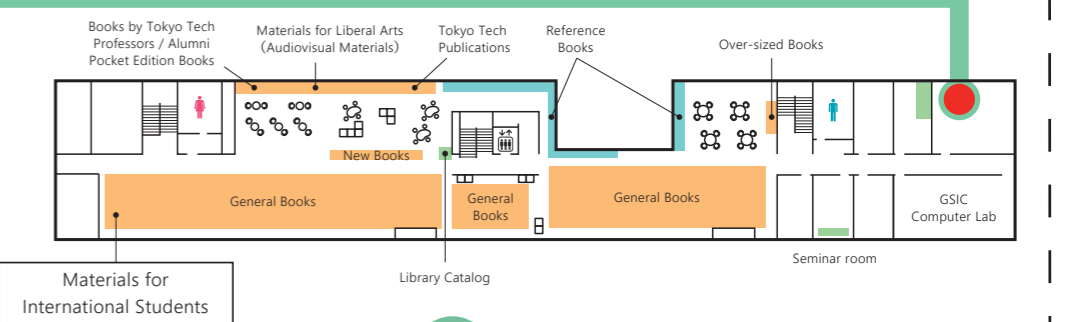 Books by Tokyo Tech
Professors / Alumni
Pocket Edition Books
Materials for Liberal Arts
(Audiovisual Materials)
Tokyo Tech
Publications
Reference
Books
Over-sized Books
New Books
General Books
General
Books
General Books
GSIC
Computer Lab
Seminar room
Library Catalog
Materials for
International Students